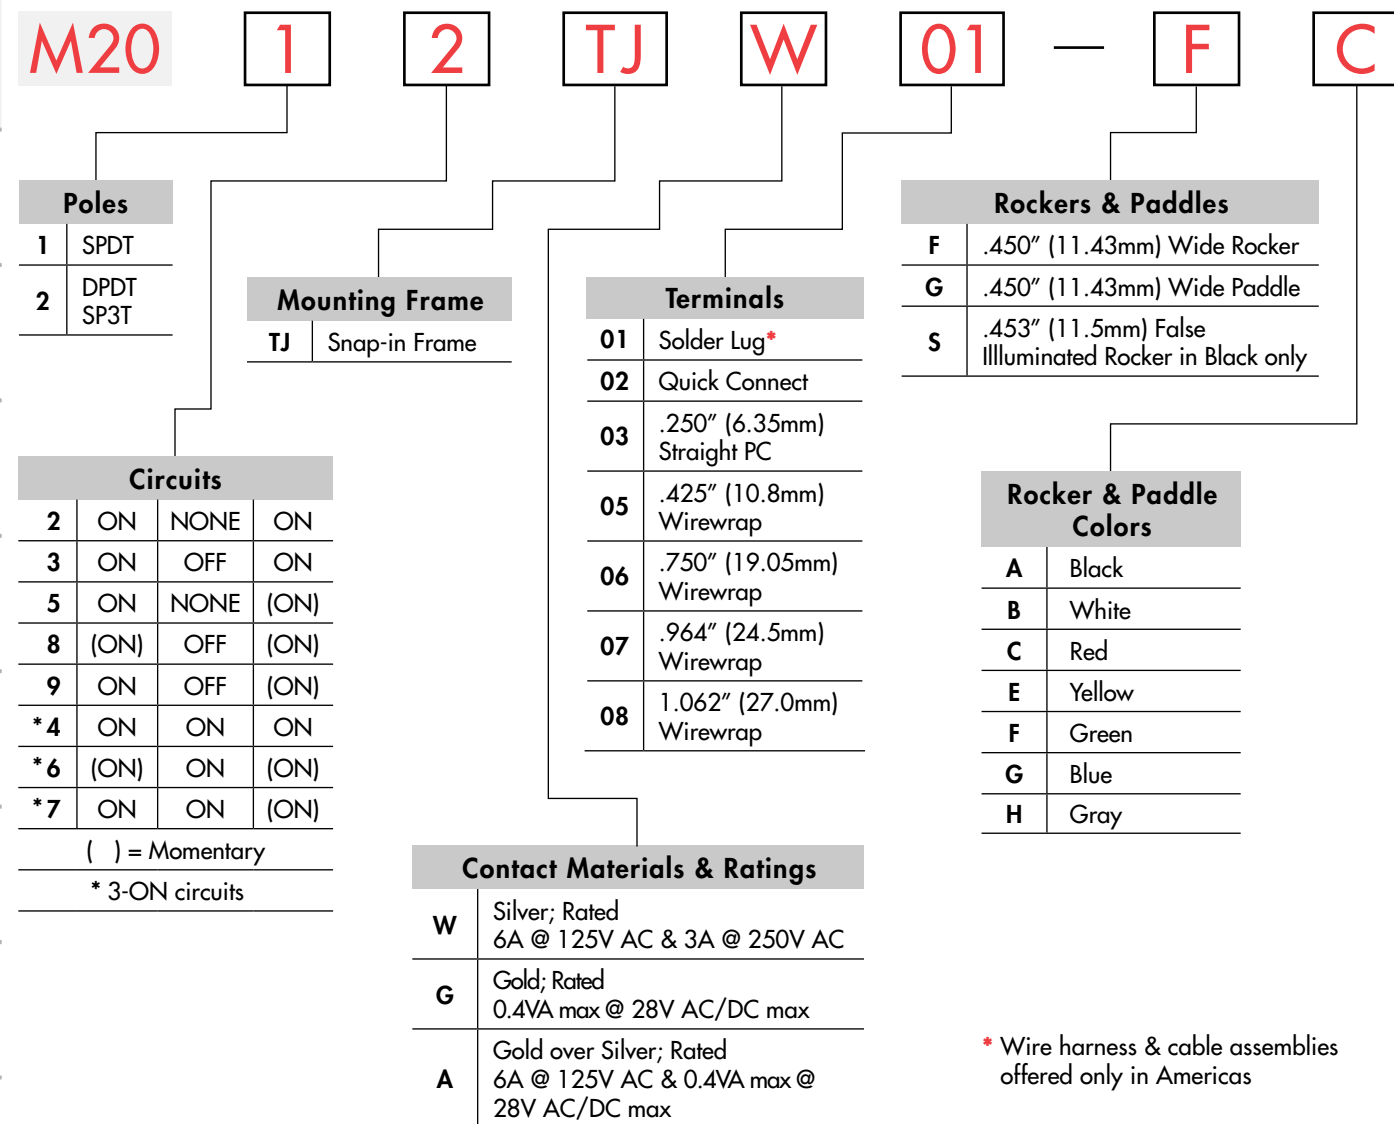 M20 1 2 TJ W 01 — F C
Poles
1 SPDT
2 DPDT
SP3T
Mounting Frame
TJ Snap-in Frame
Terminals
01 Solder Lug*
02 Quick Connect
03 .250" (6.35mm)
Straight PC
05 .425" (10.8mm)
Wirewrap
06 .750" (19.05mm)
Wirewrap
07 .964" (24.5mm)
Wirewrap
08 1.062" (27.0mm)
Wirewrap
Rockers & Paddles
F .450" (11.43mm) Wide Rocker
G .450" (11.43mm) Wide Paddle
S .453" (11.5mm) False
Illluminated Rocker in Black only
Circuits
2 ON NONE ON
3 ON OFF ON
5 ON NONE (ON)
8 (ON) OFF (ON)
9 ON OFF (ON)
*4 ON ON ON
*6 (ON) ON (ON)
*7 ON ON (ON)
( ) = Momentary
* 3-ON circuits
Rocker & Paddle
Colors
A Black
B White
C Red
E Yellow
F Green
G Blue
H Gray
Contact Materials & Ratings
W Silver; Rated
6A @ 125V AC & 3A @ 250V AC
G Gold; Rated
0.4VA max @ 28V AC/DC max
A Gold over Silver; Rated
6A @ 125V AC & 0.4VA max @
28V AC/DC max
* Wire harness & cable assemblies
offered only in Americas